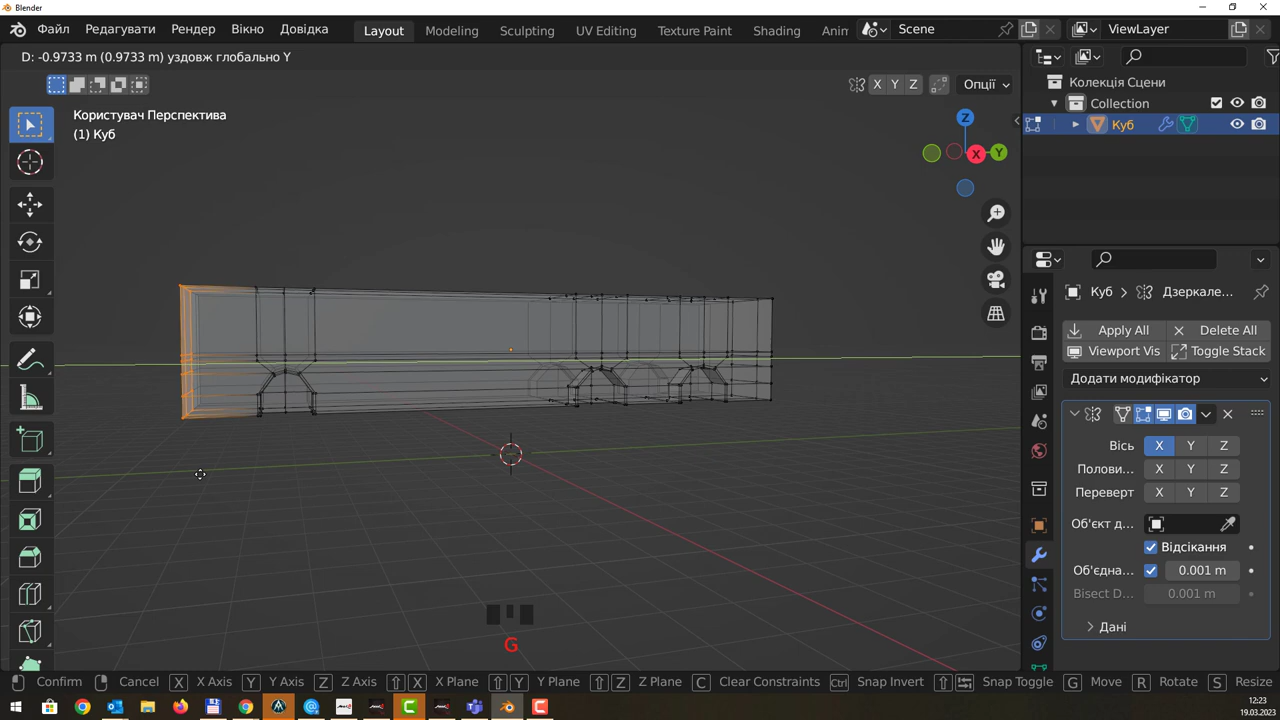 Blender
Файл Редагувати Рендер Вікно Довідка Layout Modeling Sculpting UV Editing Texture Paint Shading Anin Scene ViewLayer
D: -0.9733 m (0.9733 m) уздовж глобально Y
X Y Z Опції
Користувач Перспектива
(1) Куб
Z
X
Y
Колекція Сцени
Collection
Куб
Куб Дзеркале...
Apply All Delete All
Viewport Vis Toggle Stack
Додати модифікатор
Вісь X Y Z
Полови... X Y Z
Переверт X Y Z
Об'єкт д...
Відсікання
Об'єдна... 0.001 m
Bisect D... 0.001 m
Дані
G
Confirm Cancel X X Axis Y Y Axis Z Z Axis X X Plane Y Y Plane Z Z Plane C Clear Constraints Ctrl Snap Invert Snap Toggle G Move R Rotate S Resize
12:23
19.03.2023